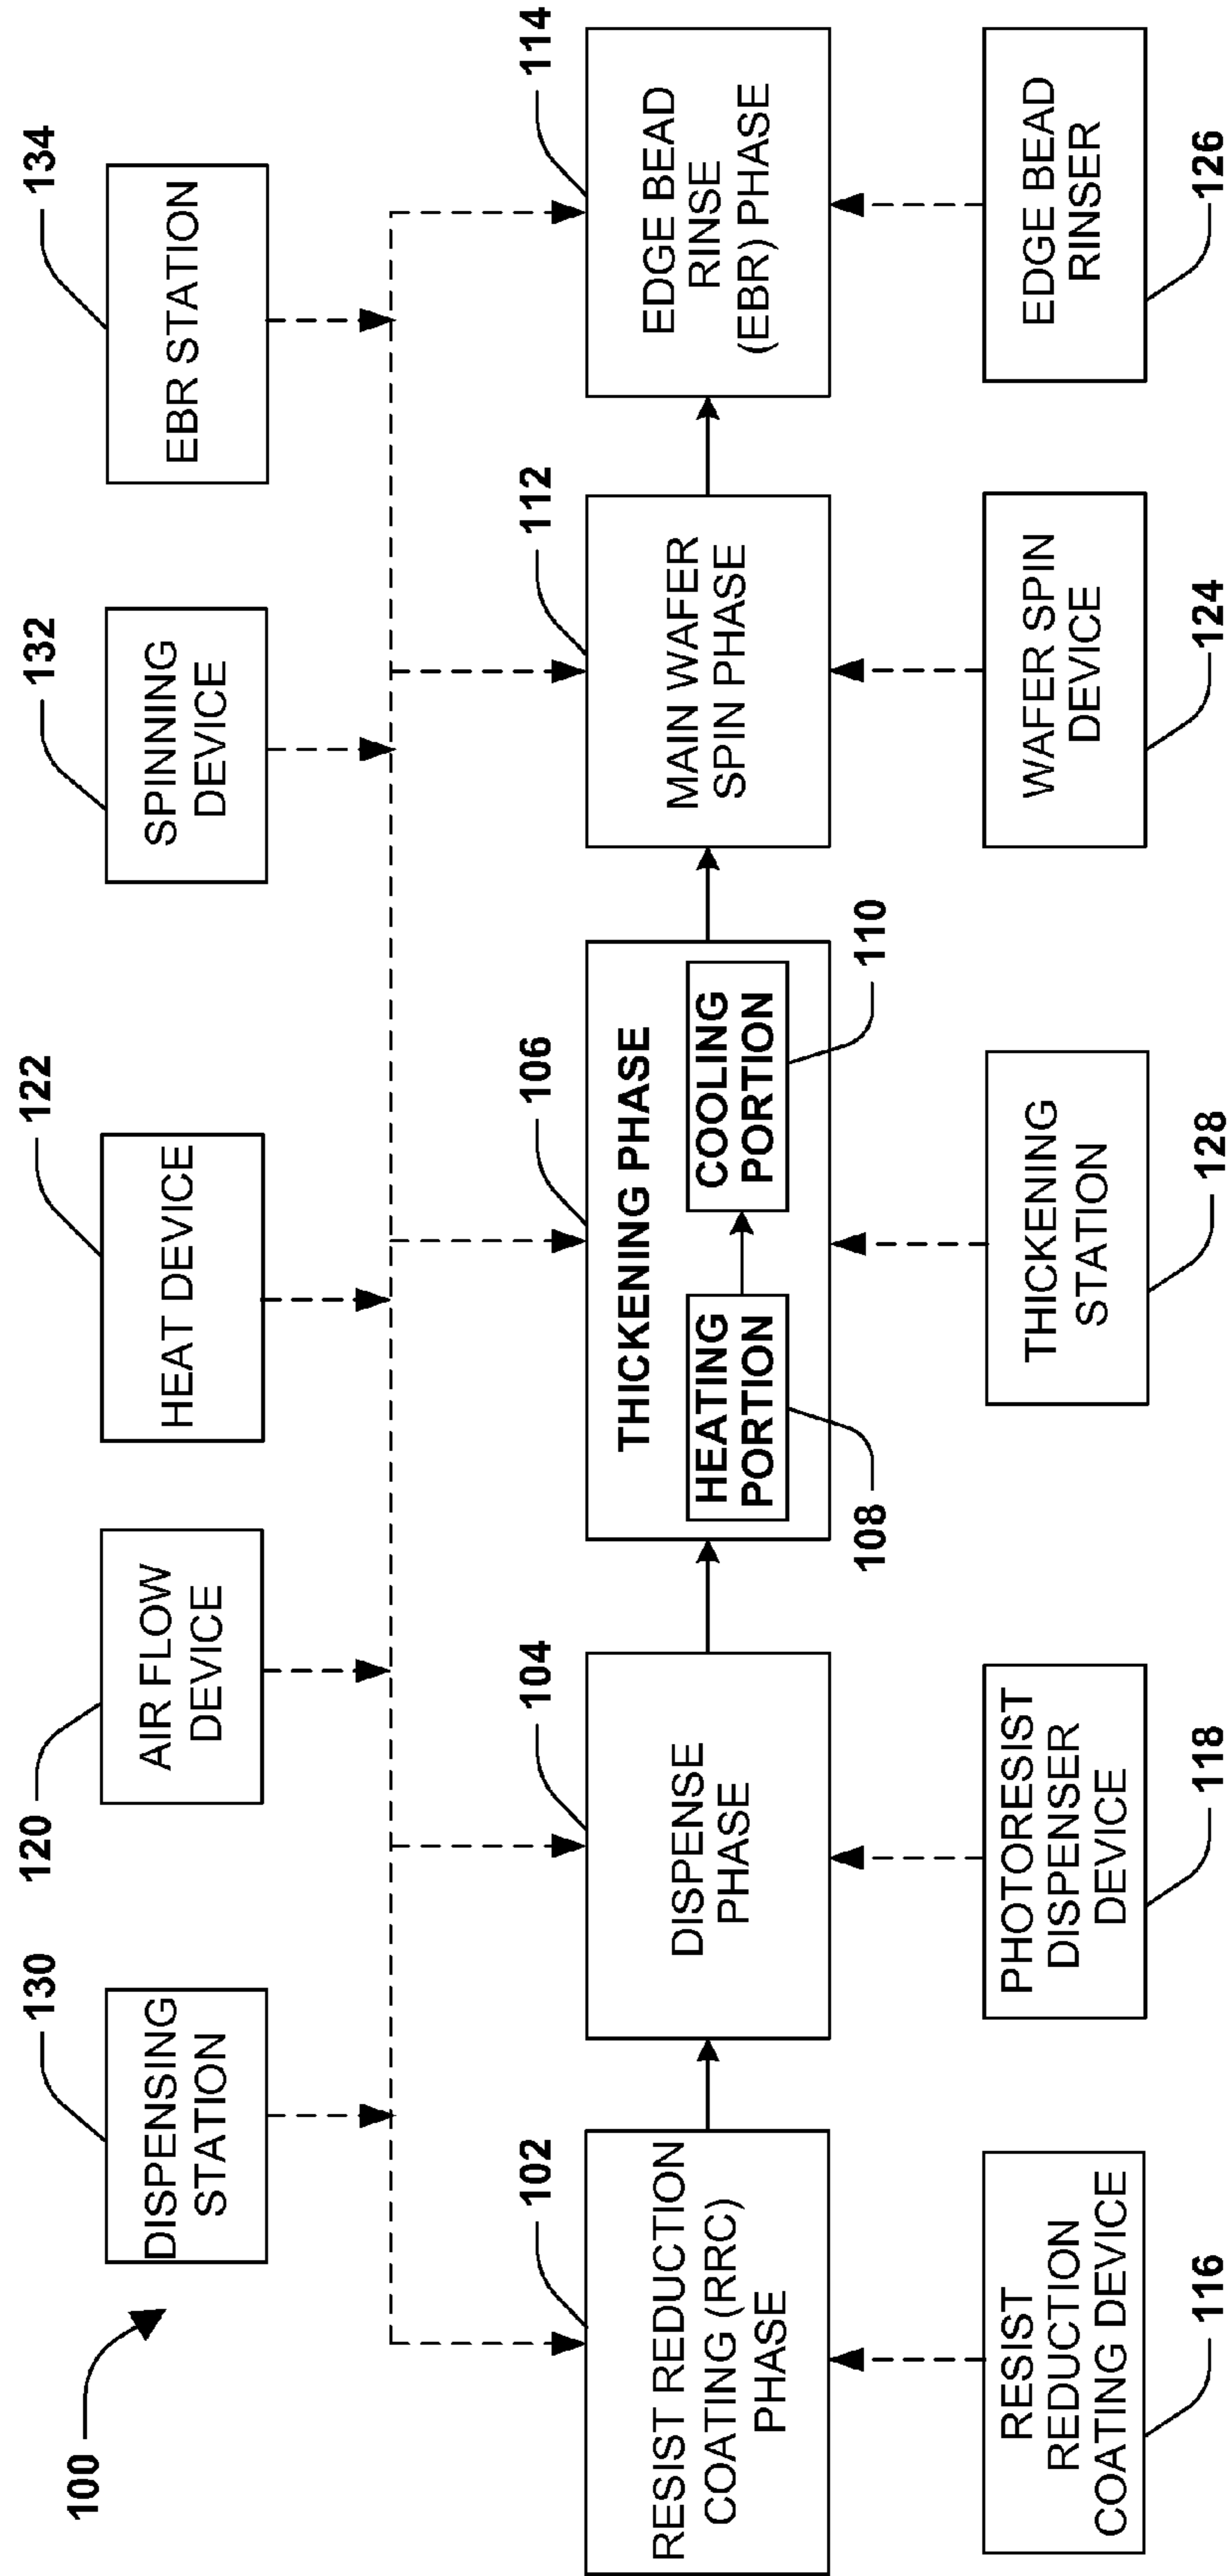 100
130
DISPENSING
STATION
120
AIR FLOW
DEVICE
122
HEAT DEVICE
132
SPINNING
DEVICE
134
EBR STATION
102
RESIST REDUCTION
COATING (RRC)
PHASE
104
DISPENSE
PHASE
106
THICKENING PHASE
HEATING
PORTION
108
COOLING
PORTION
110
112
MAIN WAFER
SPIN PHASE
114
EDGE BEAD
RINSE
(EBR) PHASE
RESIST
REDUCTION
COATING DEVICE
116
PHOTORESIST
DISPENSER
DEVICE
118
THICKENING
STATION
128
WAFER SPIN
DEVICE
124
EDGE BEAD
RINSER
126